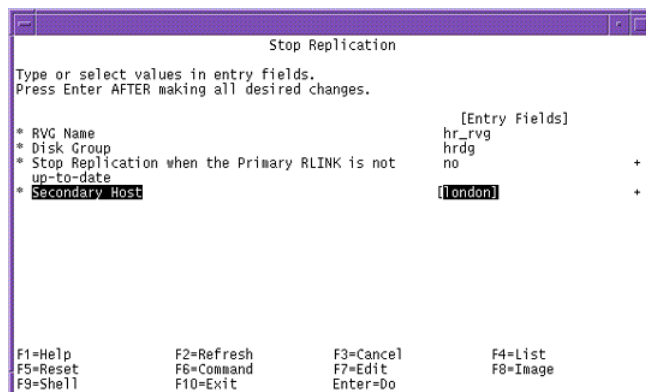 Stop Replication
Type or select values in entry fields.
Press Enter AFTER making all desired changes.
[Entry Fields]
* RVG Name hr_rvg
* Disk Group hrdg
* Stop Replication when the Primary RLINK is not no +
up-to-date
* Secondary Host [london] +
F1=Help F2=Refresh F3=Cancel F4=List
F5=Reset F6=Command F7=Edit F8=Image
F9=Shell F10=Exit Enter=Do